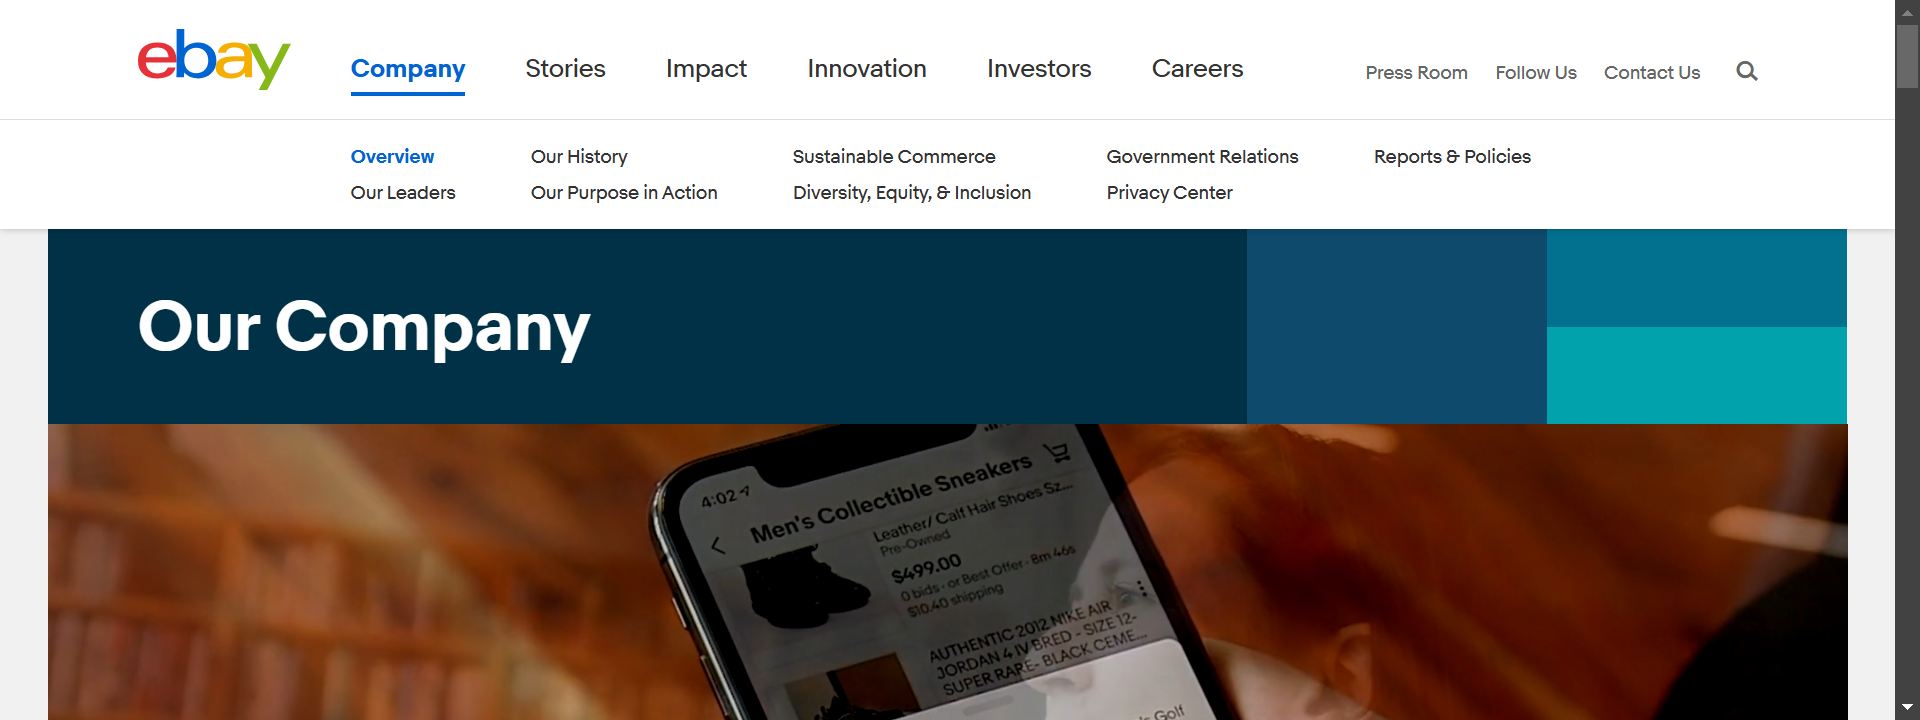 ebay
Company Stories Impact Innovation Investors Careers Press Room Follow Us Contact Us
Overview Our History Sustainable Commerce Government Relations Reports & Policies
Our Leaders Our Purpose in Action Diversity, Equity, & Inclusion Privacy Center
Our Company
4:02
Men's Collectible Sneakers
Leather/ Calf Hair Shoes Sz...
Pre-Owned
$499.00
0 bids · or Best Offer · 8m 46s
$10.40 shipping
AUTHENTIC 2012 NIKE AIR
JORDAN 4 IV BRED - SIZE 12-
SUPER RARE- BLACK CEME...
Golf